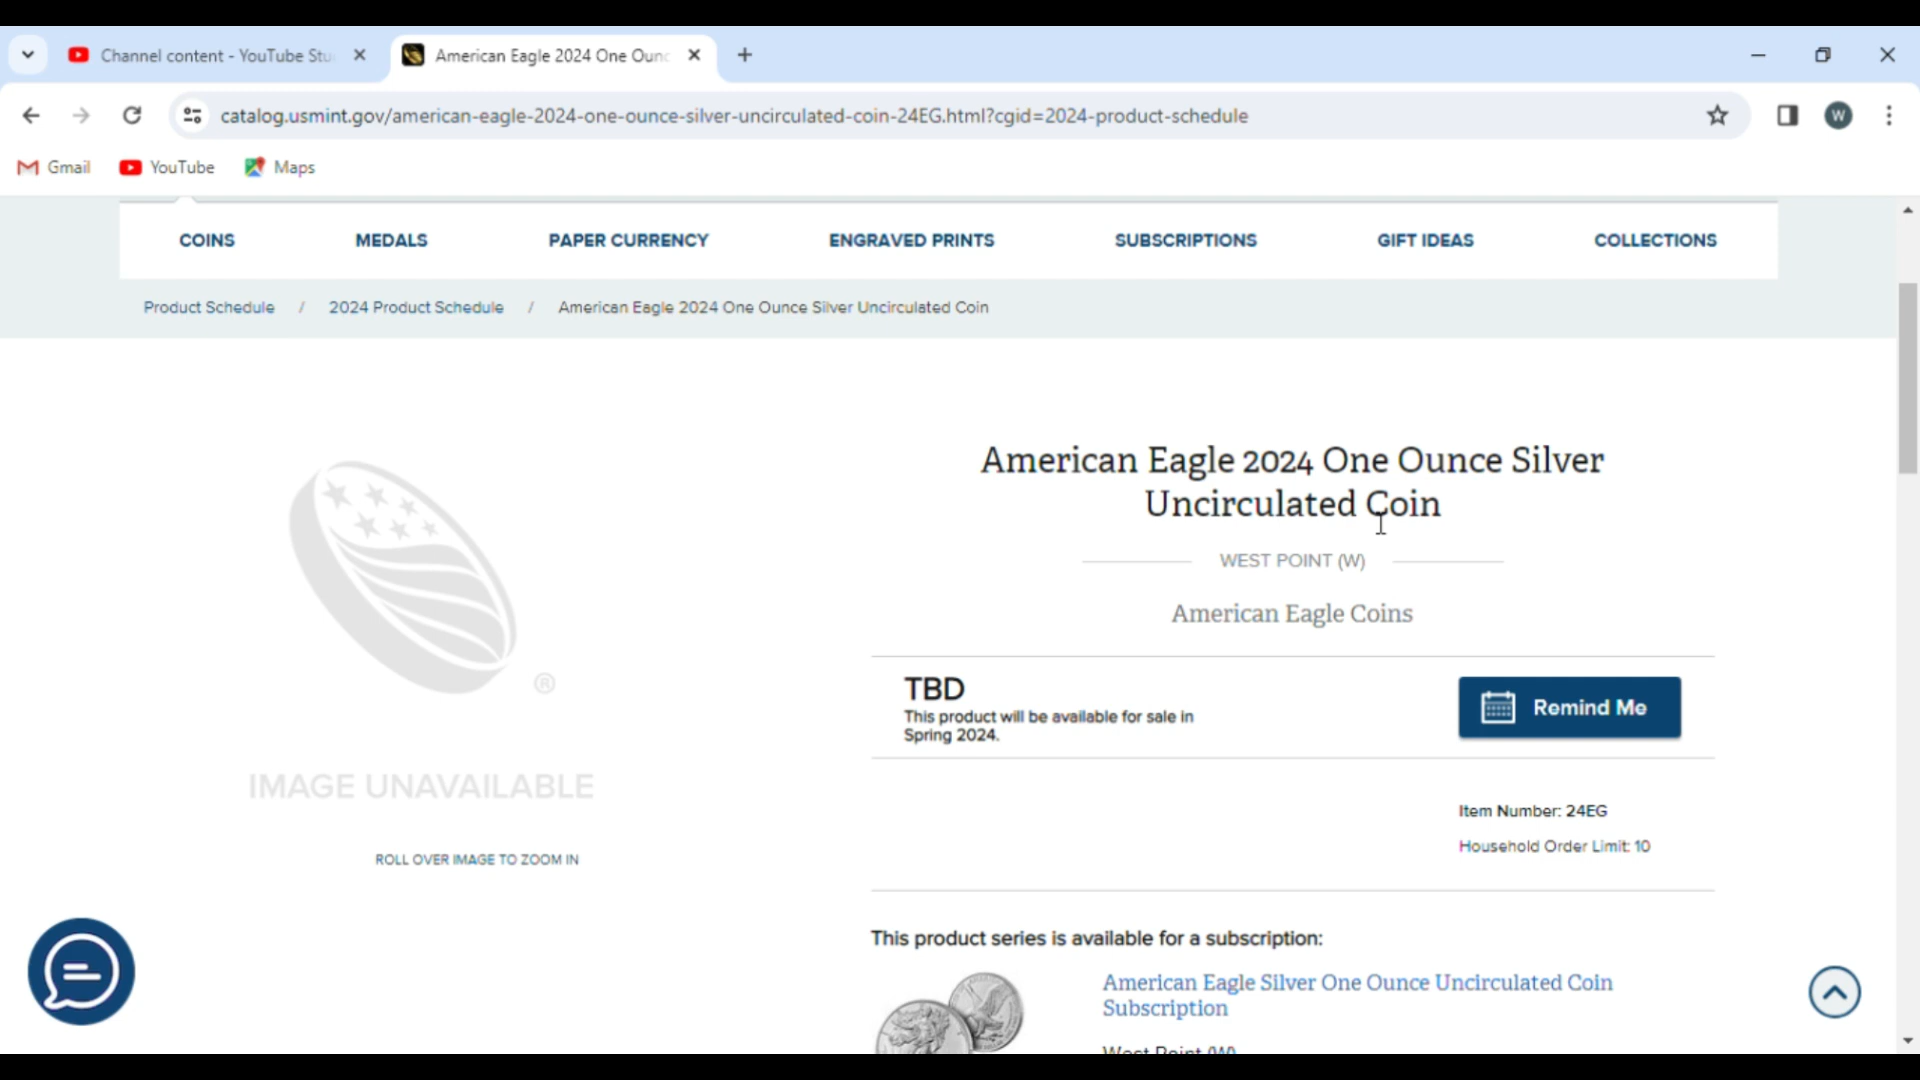 Channel content - YouTube Stu
American Eagle 2024 One Ounc
catalog.usmint.gov/american-eagle-2024-one-ounce-silver-uncirculated-coin-24EG.html?cgid=2024-product-schedule
W
Gmail
YouTube
Maps
COINS
MEDALS
PAPER CURRENCY
ENGRAVED PRINTS
SUBSCRIPTIONS
GIFT IDEAS
COLLECTIONS
Product Schedule / 2024 Product Schedule / American Eagle 2024 One Ounce Silver Uncirculated Coin
American Eagle 2024 One Ounce Silver
Uncirculated Coin
WEST POINT (W)
American Eagle Coins
TBD
This product will be available for sale in
Spring 2024.
Remind Me
®
IMAGE UNAVAILABLE
ROLL OVER IMAGE TO ZOOM IN
Item Number: 24EG
Household Order Limit: 10
This product series is available for a subscription:
American Eagle Silver One Ounce Uncirculated Coin
Subscription
West Point (W)